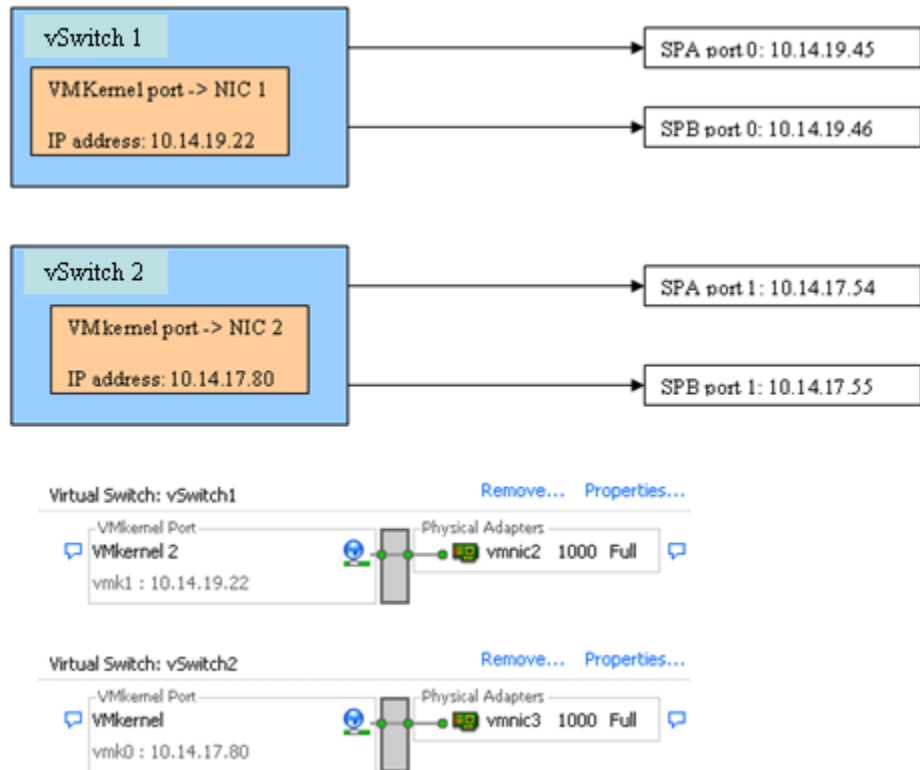 vSwitch 1
VMKernel port -> NIC 1
IP address: 10.14.19.22
SPA port 0: 10.14.19.45
SPB port 0: 10.14.19.46
vSwitch 2
VMkernel port -> NIC 2
IP address: 10.14.17.80
SPA port 1: 10.14.17.54
SPB port 1: 10.14.17.55
Virtual Switch: vSwitch1 Remove... Properties...
VMkernel Port Physical Adapters
VMkernel 2 vmnic2 1000 Full
vmk1 : 10.14.19.22
Virtual Switch: vSwitch2 Remove... Properties...
VMkernel Port Physical Adapters
VMkernel vmnic3 1000 Full
vmk0 : 10.14.17.80